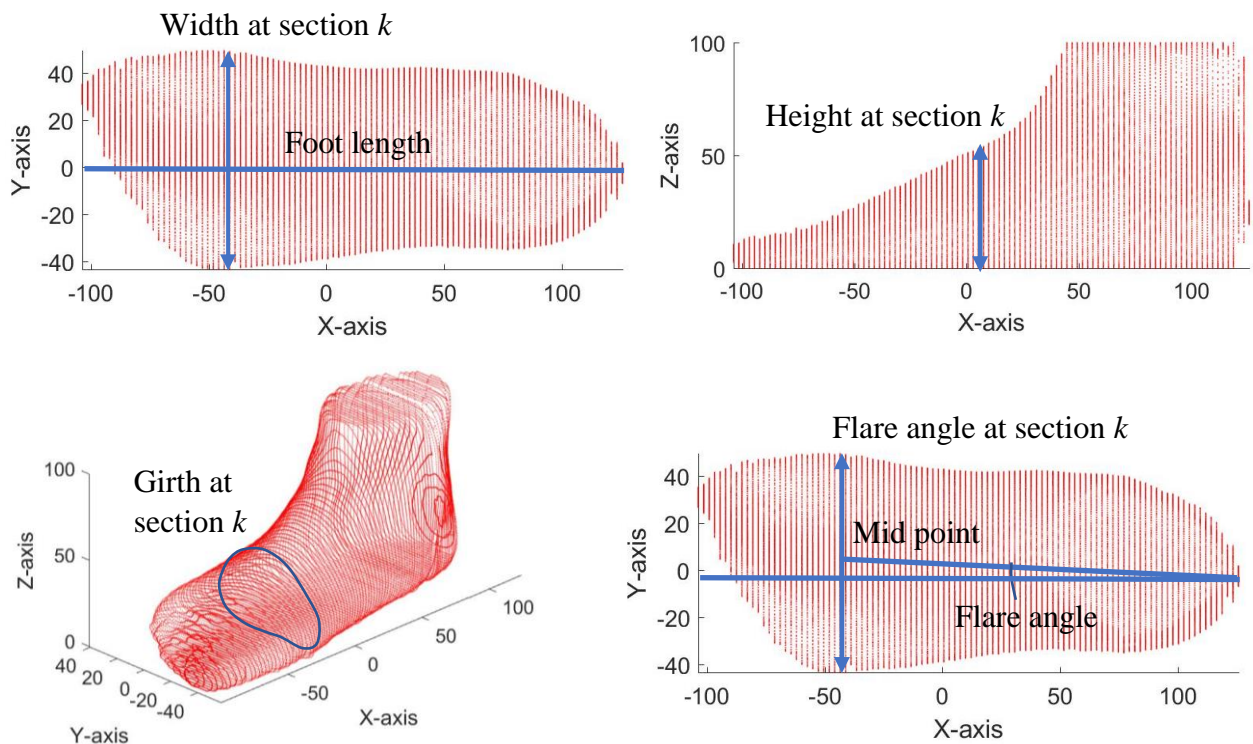 Width at section k
40
20
0
-20
-40
Y-axis
Foot length
-100 -50 0 50 100
X-axis
100
50
0
Z-axis
Height at section k
-100 -50 0 50 100
X-axis
Girth at
section k
100
50
0
Z-axis
40
20
0
-20
-40
Y-axis
-50
0
50
100
X-axis
Flare angle at section k
40
20
0
-20
-40
Y-axis
Mid point
Flare angle
-100 -50 0 50 100
X-axis